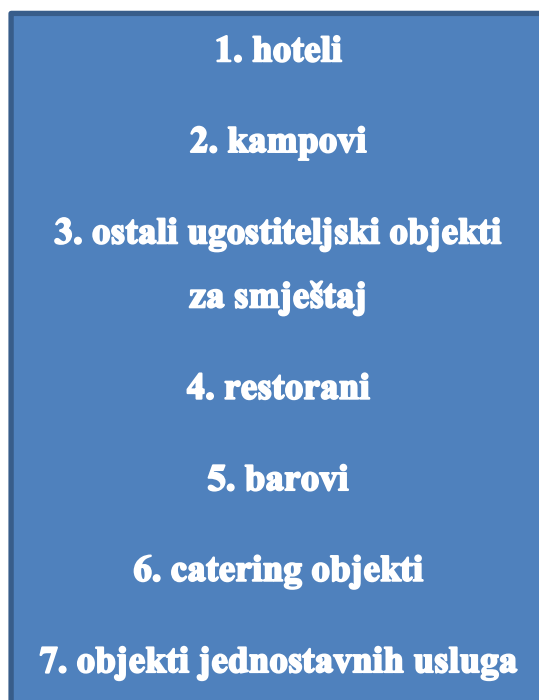 1. hoteli
2. kampovi
3. ostali ugostiteljski objekti
za smještaj
4. restorani
5. barovi
6. catering objekti
7. objekti jednostavnih usluga